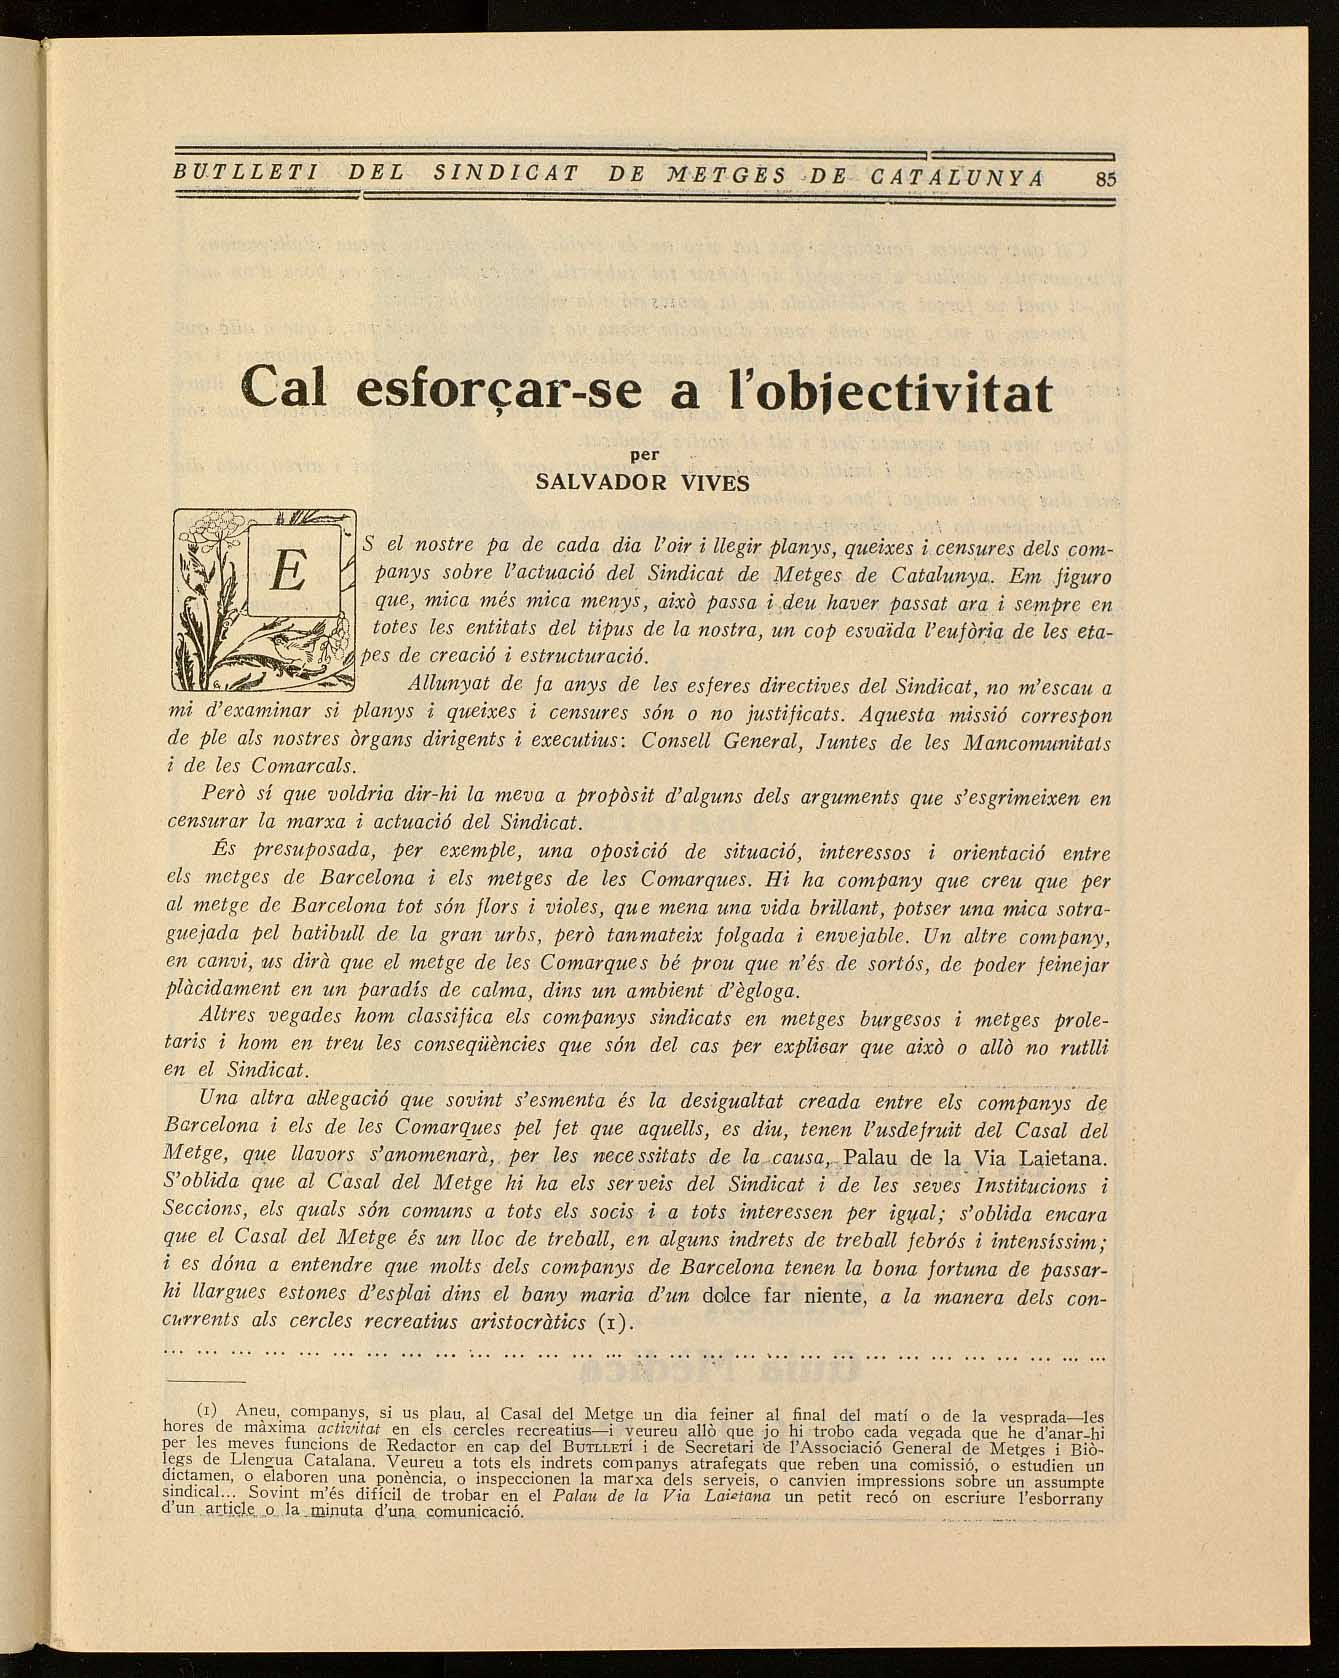 BUTLLETI DEL SINDICAT DE METGES DE CATALUNYA 85
Cal esforçar-se a l'objectivitat
per
SALVADOR VIVES
ES el nostre pa de cada dia l'oir i llegir planys, queixes i censures dels com-
panys sobre l'actuació del Sindicat de Metges de Catalunya. Em figuro
que, mica més mica menys, això passa i deu haver passat ara i sempre en
totes les entitats del tipus de la nostra, un cop esvaïda l'eufòria de les eta-
pes de creació i estructuració.
Allunyat de fa anys de les esferes directives del Sindicat, no m'escau a
mi d'examinar si planys i queixes i censures són o no justificats. Aquesta missió correspon
de ple als nostres òrgans dirigents i executius: Consell General, Juntes de les Mancomunitats
i de les Comarcals.
Però sí que voldria dir-hi la meva a propòsit d'alguns dels arguments que s'esgrimeixen en
censurar la marxa i actuació del Sindicat.
És presuposada, per exemple, una oposició de situació, interessos i orientació entre
els metges de Barcelona i els metges de les Comarques. Hi ha company que creu que per
al metge de Barcelona tot són flors i violes, que mena una vida brillant, potser una mica sotra-
guejada pel batibull de la gran urbs, però tanmateix folgada i envejable. Un altre company,
en canvi, us dirà que el metge de les Comarques bé prou que n'és de sortós, de poder feinejar
plàcidament en un paradís de calma, dins un ambient d'ègloga.
Altres vegades hom classifica els companys sindicats en metges burgesos i metges prole-
taris i hom en treu les conseqüències que són del cas per explicar que això o allò no rutlli
en el Sindicat.
Una altra al·legació que sovint s'esmenta és la desigualtat creada entre els companys de
Barcelona i els de les Comarques pel fet que aquells, es diu, tenen l'usdefruit del Casal del
Metge, que llavors s'anomenarà, per les necessitats de la causa, Palau de la Via Laietana.
S'oblida que al Casal del Metge hi ha els serveis del Sindicat i de les seves Institucions i
Seccions, els quals són comuns a tots els socis i a tots interessen per igual; s'oblida encara
que el Casal del Metge és un lloc de treball, en alguns indrets de treball febrós i intensíssim;
i es dóna a entendre que molts dels companys de Barcelona tenen la bona fortuna de passar-
hi llargues estones d'esplai dins el bany maria d'un dolce far niente, a la manera dels con-
currents als cercles recreatius aristocràtics (1).
... ... ... ... ... ... ... ... ... ... ... ... ... ... ... ... ... ... ... ... ... ... ... ... ... ... ... ...
(1) Aneu, companys, si us plau, al Casal del Metge un dia feiner al final del matí o de la vesprada—les
hores de màxima activitat en els cercles recreatius—i veureu allò que jo hi trobo cada vegada que he d'anar-hi
per les meves funcions de Redactor en cap del BUTLLETÍ i de Secretari de l'Associació General de Metges i Biò-
legs de Llengua Catalana. Veureu a tots els indrets companys atrafegats que reben una comissió, o estudien un
dictamen, o elaboren una ponència, o inspeccionen la marxa dels serveis, o canvien impressions sobre un assumpte
sindical... Sovint m'és difícil de trobar en el Palau de la Via Laietana un petit recó on escriure l'esborrany
d'un article o la minuta d'una comunicació.